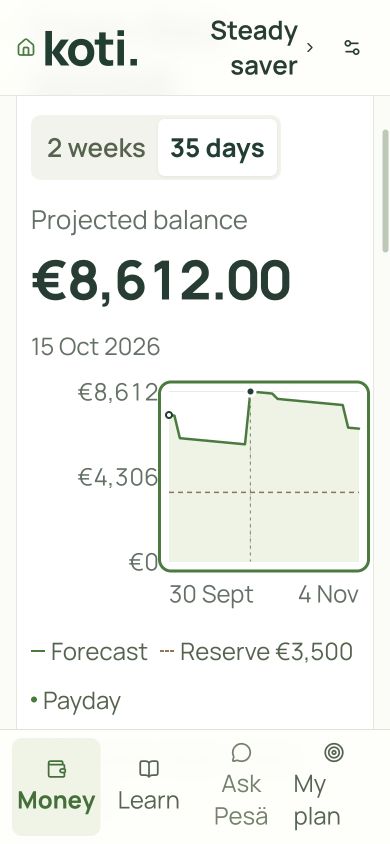 koti.
Steady
saver
2 weeks
35 days
Projected balance
€8,612.00
15 Oct 2026
€8,612
€4,306
€0
30 Sept
4 Nov
Forecast
Reserve €3,500
Payday
Money
Learn
Ask
Pesä
My
plan